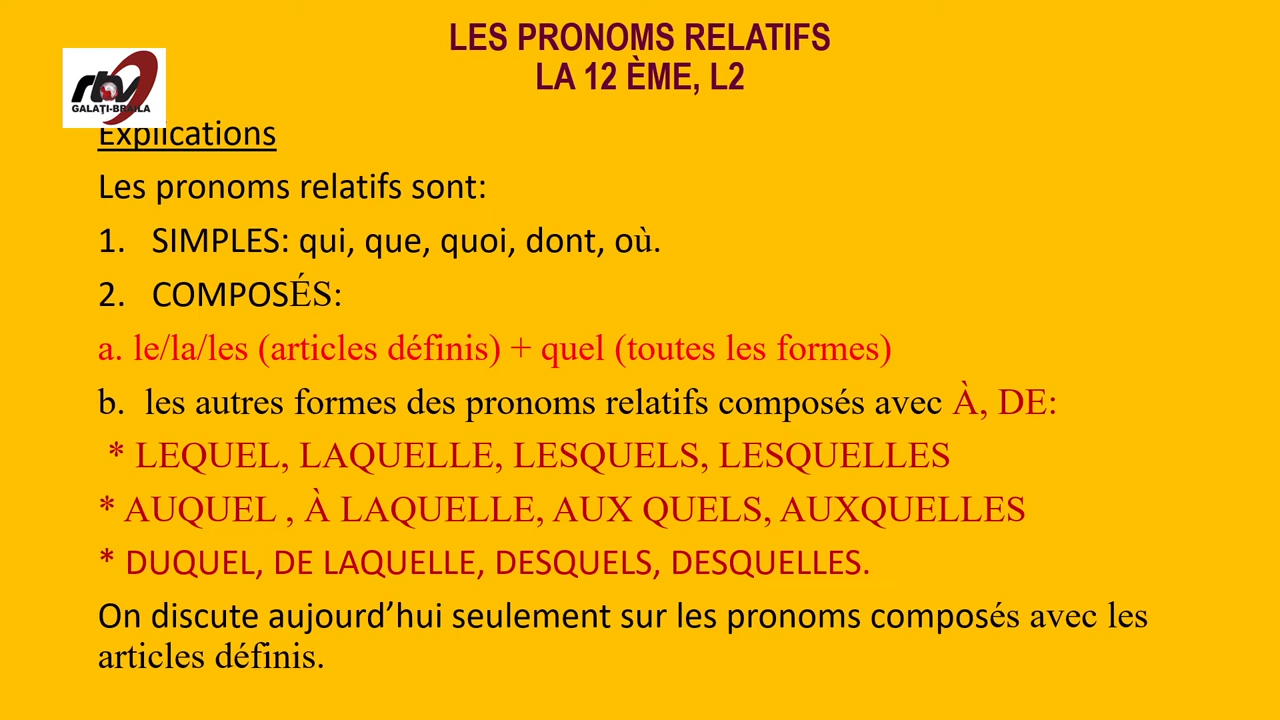 LES PRONOMS RELATIFS
LA 12 ÈME, L2
rtv
GALAŢI-BRAILA
Explications
Les pronoms relatifs sont:
1. SIMPLES: qui, que, quoi, dont, où.
2. COMPOSÉS:
a. le/la/les (articles définis) + quel (toutes les formes)
b. les autres formes des pronoms relatifs composés avec À, DE:
* LEQUEL, LAQUELLE, LESQUELS, LESQUELLES
* AUQUEL , À LAQUELLE, AUX QUELS, AUXQUELLES
* DUQUEL, DE LAQUELLE, DESQUELS, DESQUELLES.
On discute aujourd’hui seulement sur les pronoms composés avec les
articles définis.